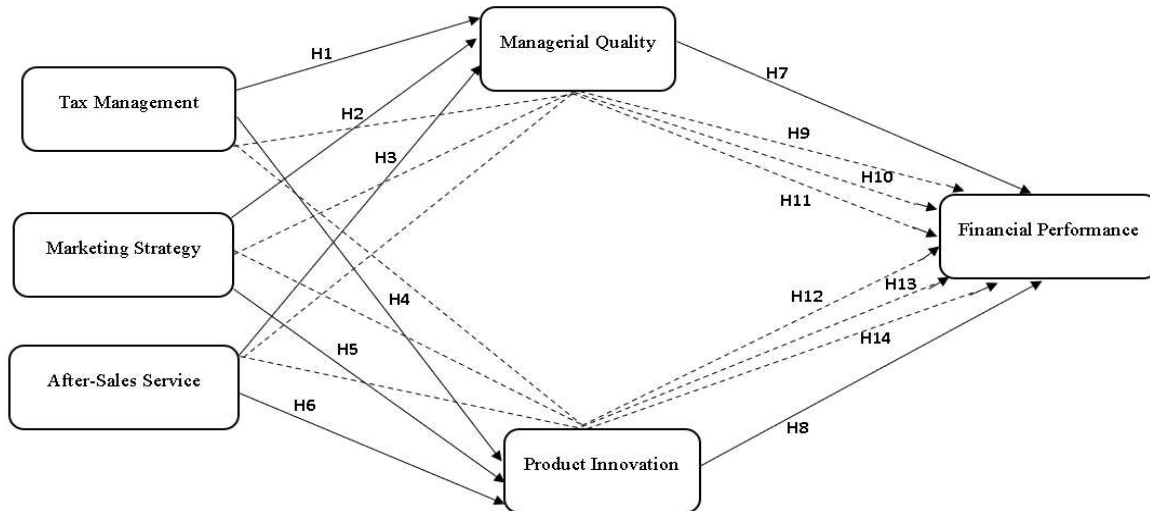 Managerial Quality
H1
H7
Tax Management
H2
H9
H3
H10
H11
Marketing Strategy
Financial Performance
H4
H12
H13
H14
After-Sales Service
H5
H6
H8
Product Innovation